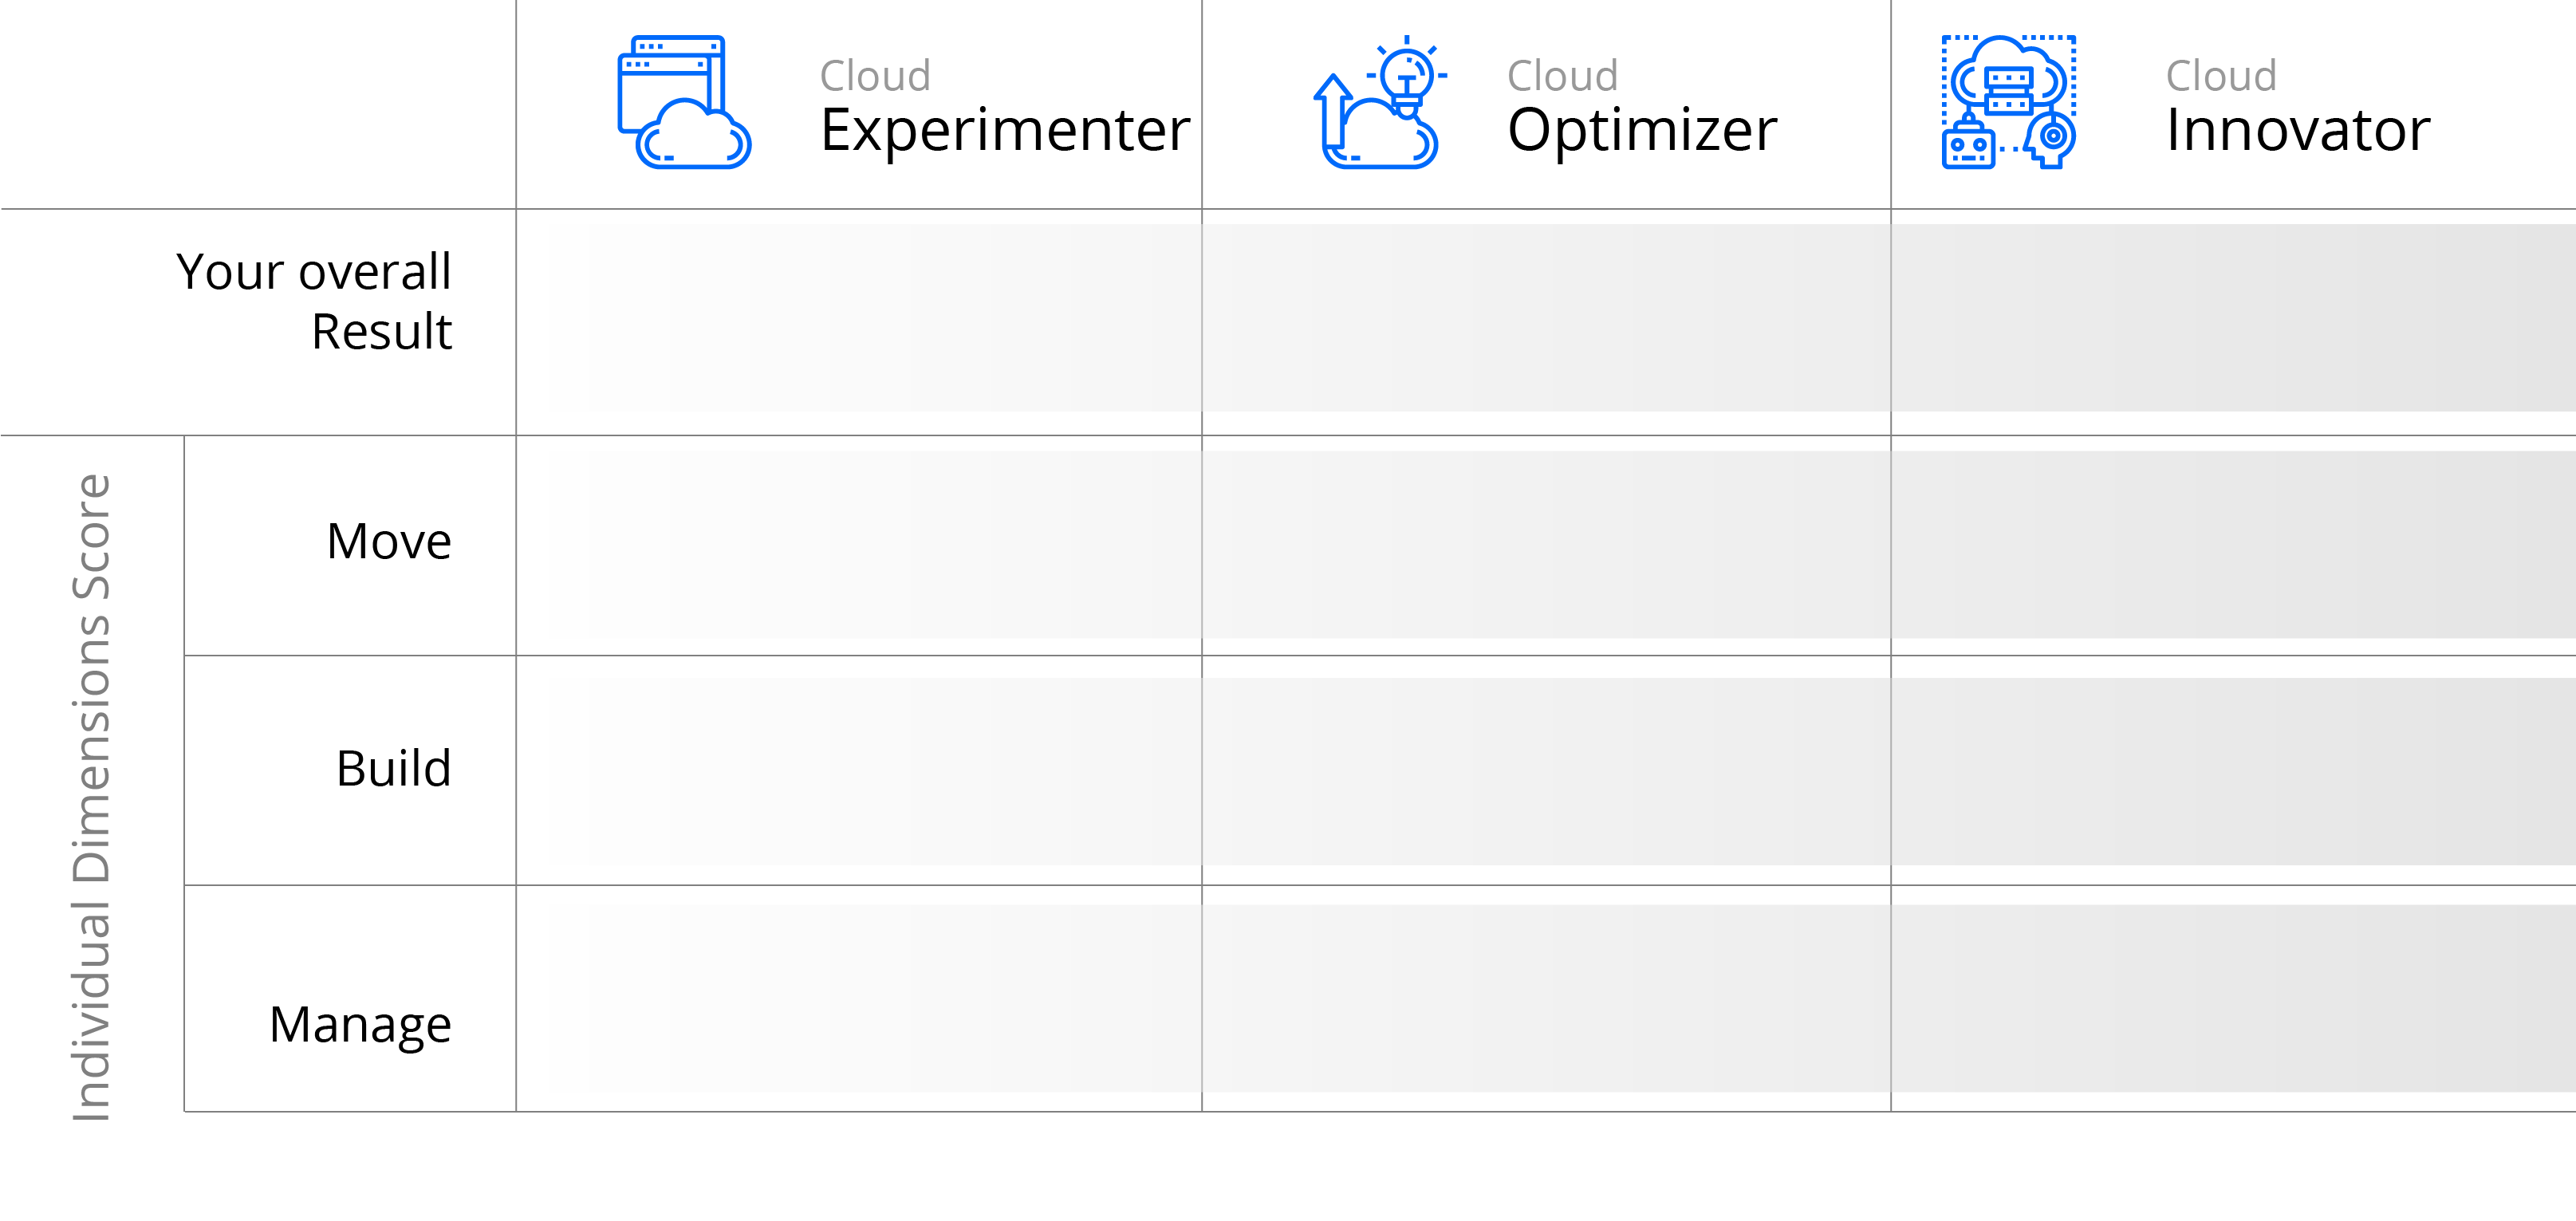 Cloud
Experimenter
Cloud
Optimizer
Cloud
Innovator
Your overall
Result
Individual Dimensions Score
Move
Build
Manage